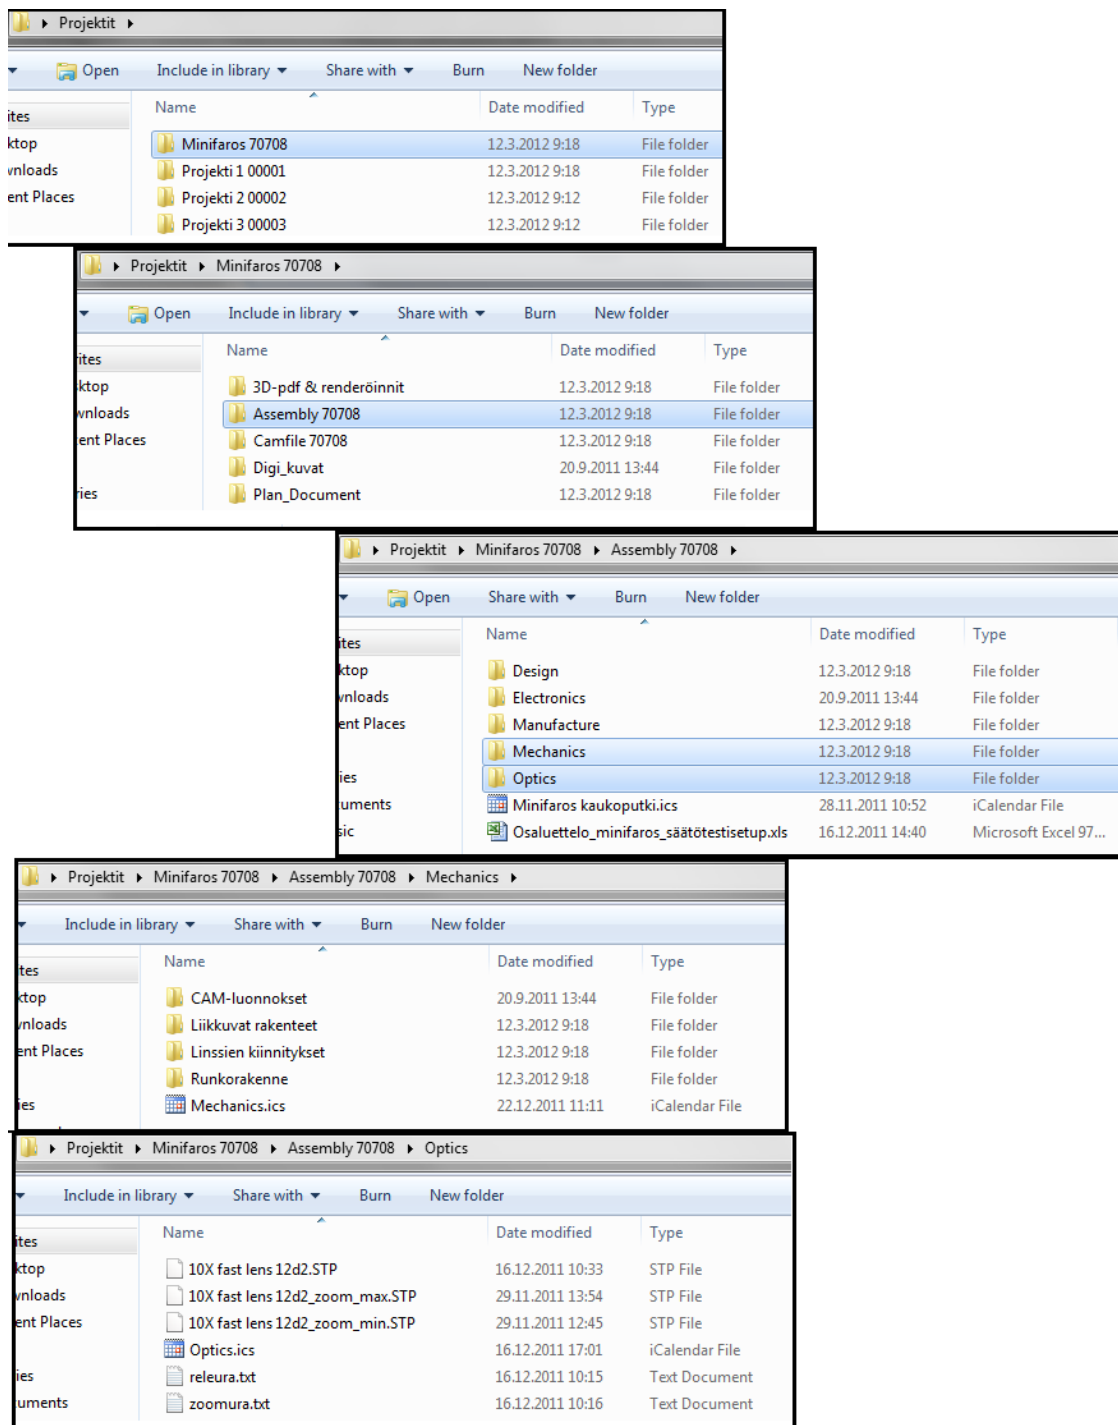 Projektit
Open Include in library Share with Burn New folder
Name Date modified Type
ites
ktop Minifaros 70708 12.3.2012 9:18 File folder
vnloads Projekti 1 00001 12.3.2012 9:18 File folder
ent Places Projekti 2 00002 12.3.2012 9:12 File folder
Projekti 3 00003 12.3.2012 9:12 File folder
Projektit Minifaros 70708
Open Include in library Share with Burn New folder
Name Date modified Type
rites
sktop 3D-pdf & renderöinnit 12.3.2012 9:18 File folder
wnloads Assembly 70708 12.3.2012 9:18 File folder
ent Places Camfile 70708 12.3.2012 9:18 File folder
Digi_kuvat 20.9.2011 13:44 File folder
ries Plan_Document 12.3.2012 9:18 File folder
Projektit Minifaros 70708 Assembly 70708
Open Share with Burn New folder
Name Date modified Type
ites
ktop Design 12.3.2012 9:18 File folder
vnloads Electronics 20.9.2011 13:44 File folder
ent Places Manufacture 12.3.2012 9:18 File folder
Mechanics 12.3.2012 9:18 File folder
ies Optics 12.3.2012 9:18 File folder
uments Minifaros kaukoputki.ics 28.11.2011 10:52 iCalendar File
sic Osaluettelo_minifaros_säätötestisetup.xls 16.12.2011 14:40 Microsoft Excel 97...
Projektit Minifaros 70708 Assembly 70708 Mechanics
Include in library Share with Burn New folder
Name Date modified Type
tes
ktop CAM-luonnokset 20.9.2011 13:44 File folder
vnloads Liikkuvat rakenteet 12.3.2012 9:18 File folder
ent Places Linssien kiinnitykset 12.3.2012 9:18 File folder
Runkorakenne 12.3.2012 9:18 File folder
ies Mechanics.ics 22.12.2011 11:11 iCalendar File
Projektit Minifaros 70708 Assembly 70708 Optics
Include in library Share with Burn New folder
Name Date modified Type
ites
ktop 10X fast lens 12d2.STP 16.12.2011 10:33 STP File
vnloads 10X fast lens 12d2_zoom_max.STP 29.11.2011 13:54 STP File
ent Places 10X fast lens 12d2_zoom_min.STP 29.11.2011 12:45 STP File
Optics.ics 16.12.2011 17:01 iCalendar File
ies releura.txt 16.12.2011 10:15 Text Document
uments zoomura.txt 16.12.2011 10:16 Text Document